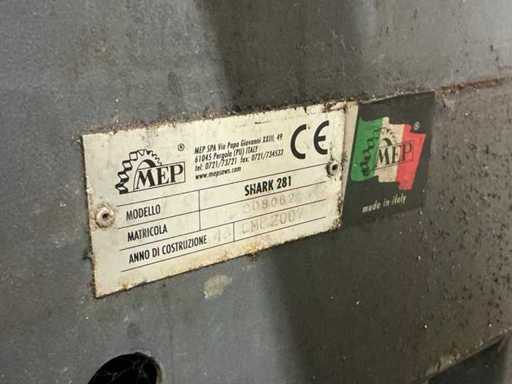 MEP
®
MEP SPA Via Papa Giovanni XXIII, 49
61045 Pergola (PU) ITALY
tel: 0721/73721 fax: 0721/734533
www.mepsaws.com
CE
MODELLO SHARK 281
MATRICOLA
ANNO DI COSTRUZIONE 2007
MEP
®
made in italy